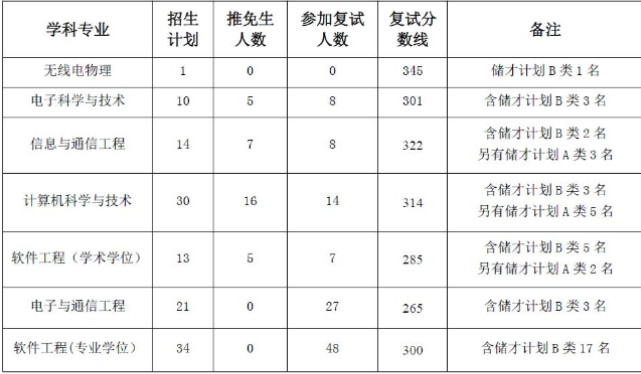 学科专业 招生计划 推免生人数 参加复试人数 复试分数线 备注
无线电物理 1 0 0 345 储才计划 B 类 1 名
电子科学与技术 10 5 8 301 含储才计划 B 类 3 名
信息与通信工程 14 7 8 322 含储才计划 B 类 2 名
另有储才计划 A 类 3 名
计算机科学与技术 30 16 14 314 含储才计划 B 类 3 名
另有储才计划 A 类 5 名
软件工程（学术学位） 13 5 7 285 含储才计划 B 类 5 名
另有储才计划 A 类 2 名
电子与通信工程 21 0 27 265 含储才计划 B 类 3 名
软件工程(专业学位） 34 0 48 300 含储才计划 B 类 17 名